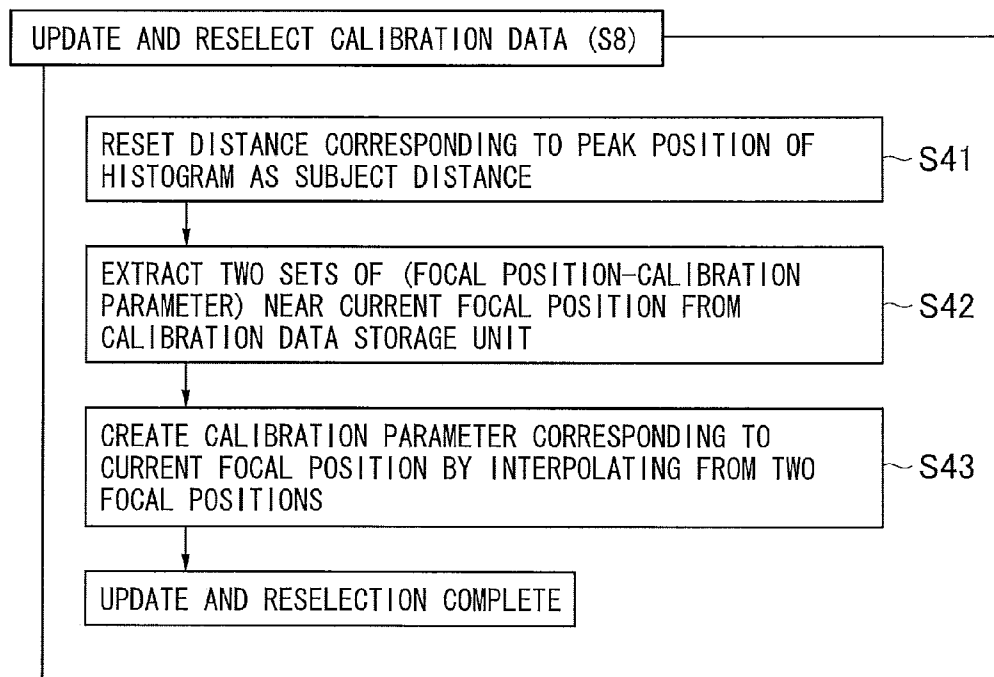 UPDATE AND RESELECT CALIBRATION DATA (S8)
RESET DISTANCE CORRESPONDING TO PEAK POSITION OF
HISTOGRAM AS SUBJECT DISTANCE
S41
EXTRACT TWO SETS OF (FOCAL POSITION-CALIBRATION
PARAMETER) NEAR CURRENT FOCAL POSITION FROM
CALIBRATION DATA STORAGE UNIT
S42
CREATE CALIBRATION PARAMETER CORRESPONDING TO
CURRENT FOCAL POSITION BY INTERPOLATING FROM TWO
FOCAL POSITIONS
S43
UPDATE AND RESELECTION COMPLETE